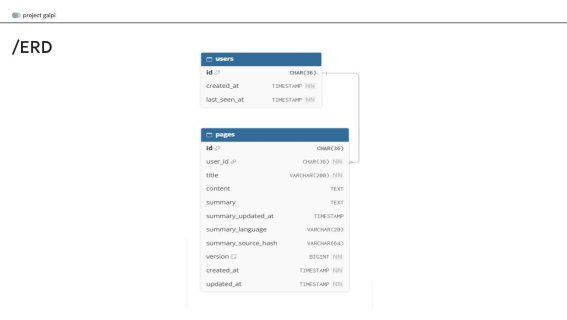 project galpi
/ERD
users
id CHAR(36)
created_at TIMESTAMP NN
last_seen_at TIMESTAMP NN
pages
id CHAR(36)
user_id CHAR(36) NN
title VARCHAR(200) NN
content TEXT
summary TEXT
summary_updated_at TIMESTAMP
summary_language VARCHAR(20)
summary_source_hash VARCHAR(64)
version BIGINT NN
created_at TIMESTAMP NN
updated_at TIMESTAMP NN